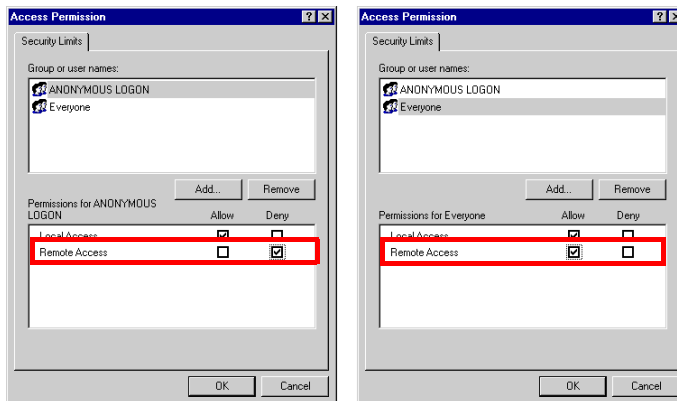 Access Permission
Security Limits
Group or user names:
ANONYMOUS LOGON
Everyone
Add...
Remove
Permissions for ANONYMOUS
LOGON
Allow
Deny
Local Access
Remote Access
OK
Cancel
Access Permission
Security Limits
Group or user names:
ANONYMOUS LOGON
Everyone
Add...
Remove
Permissions for Everyone
Allow
Deny
Local Access
Remote Access
OK
Cancel